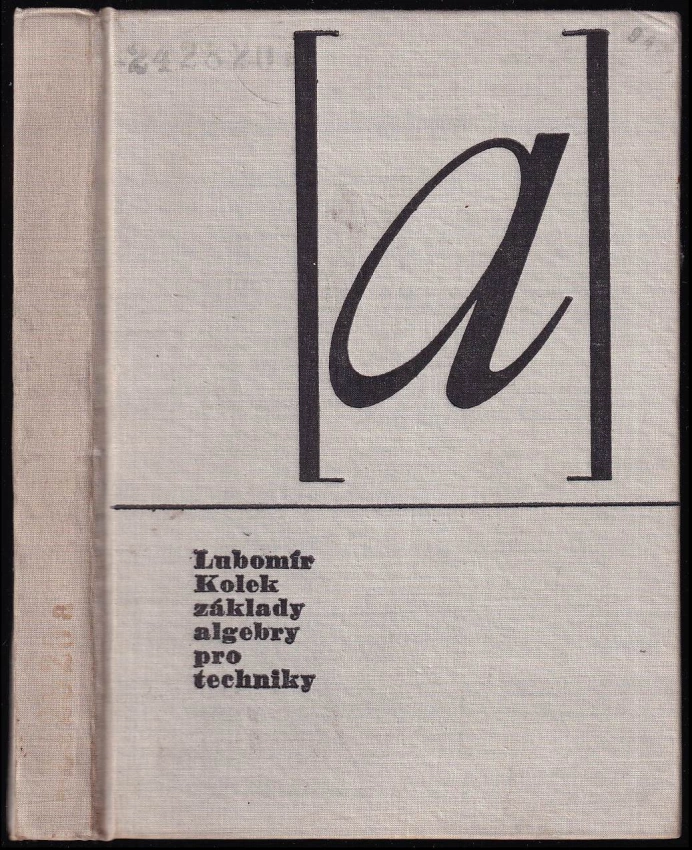 [a]
Lubomír
Kolek
základy
algebry
pro
techniky